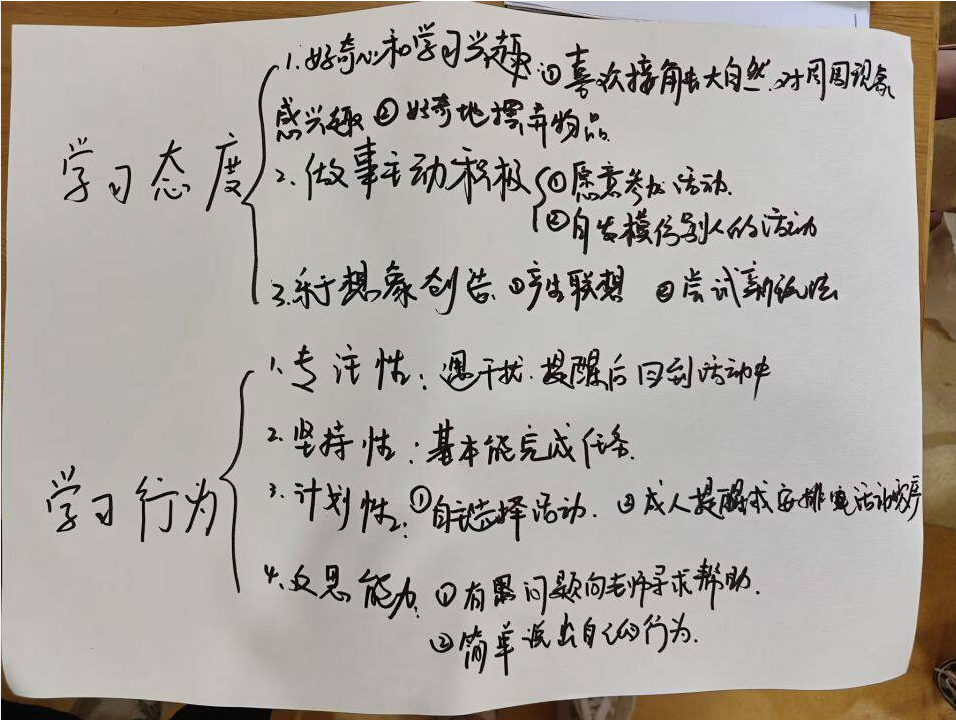 学习态度
1.好奇心和学习兴趣 ①喜欢接触大自然.对周围现象
感兴趣 ②好奇地摆弄物品.
2.做事主动积极 ①愿意参加活动.
②自发模仿别人的活动
3.乐于想象创造.①产生联想 ②尝试新玩法
学习行为
1.专注性:遇干扰.提醒后回到活动中
2.坚持性:基本能完成任务.
3.计划性:①自主选择活动. ②成人提醒或安排 活动顺序
4.反思能力:①有 问题向老师寻求帮助.
②简单说出自己的行为.